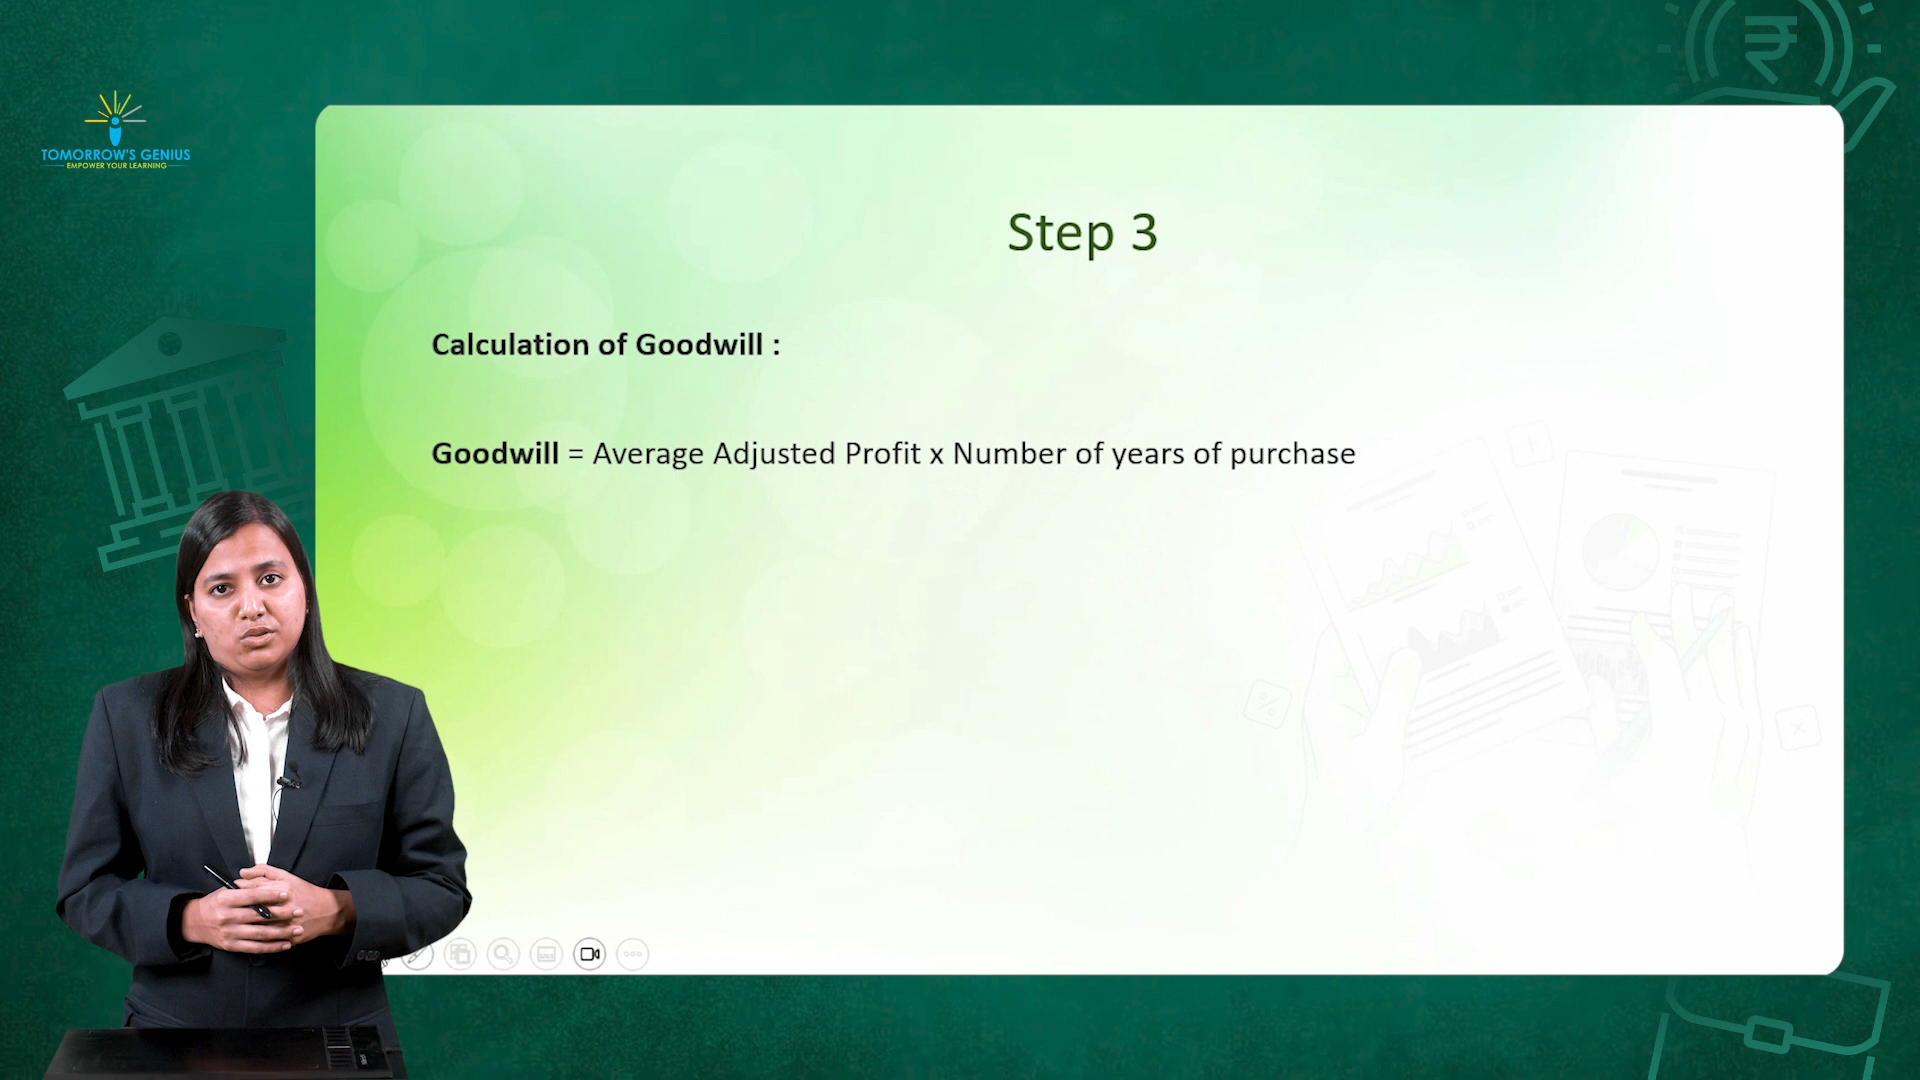 TOMORROW'S GENIUS
EMPOWER YOUR LEARNING
Step 3
Calculation of Goodwill :
Goodwill = Average Adjusted Profit x Number of years of purchase